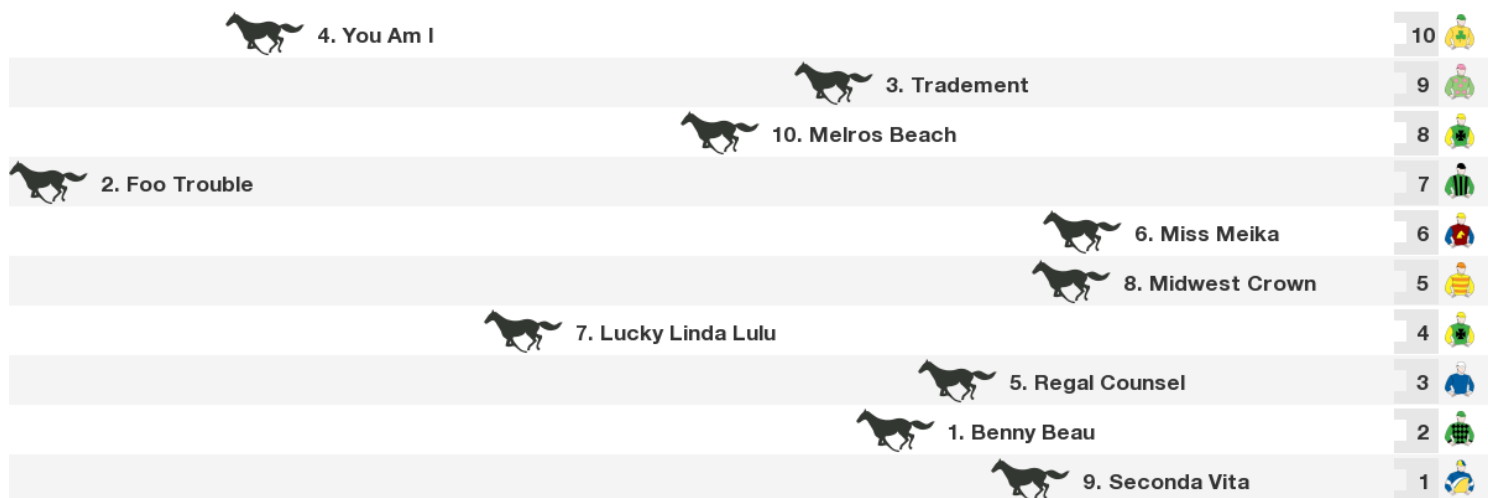 4. You Am I 10
3. Tradement 9
10. Melros Beach 8
2. Foo Trouble 7
6. Miss Meika 6
8. Midwest Crown 5
7. Lucky Linda Lulu 4
5. Regal Counsel 3
1. Benny Beau 2
9. Seconda Vita 1